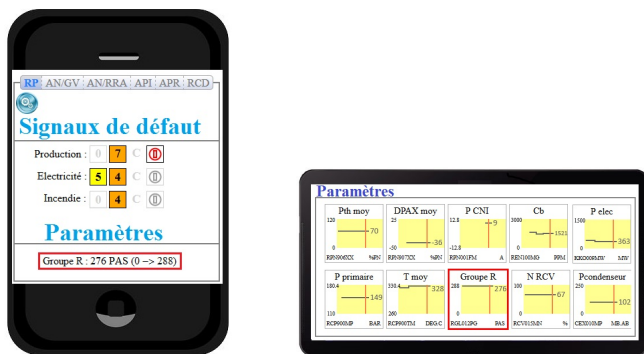 RP AN/GV AN/RRA API APR RCD
Signaux de défaut
Production : 0 7 C
Electricité : 5 4 C
Incendie : 0 4 C
Paramètres
Groupe R : 276 PAS (0 --> 288)
Paramètres
Pth moy DPAX moy P CNI Cb P elec
120 25 12.8 3000 1500
70 -36 9 1521 363
0 -50 -12.8 0 0
RPN906XX %PN RPN907XX %PN RPN001FM A REN100MG PPM KKO008MW MW
P primaire T moy Groupe R N RCV Pcondenseur
180.4 330.4 288 100 250
149 328 276 67 102
110 260 0 0 0
RCP900MP BAR RCP900TM DEG:C RGL012PG PAS RCV015MN % CEX010MP MB:AB